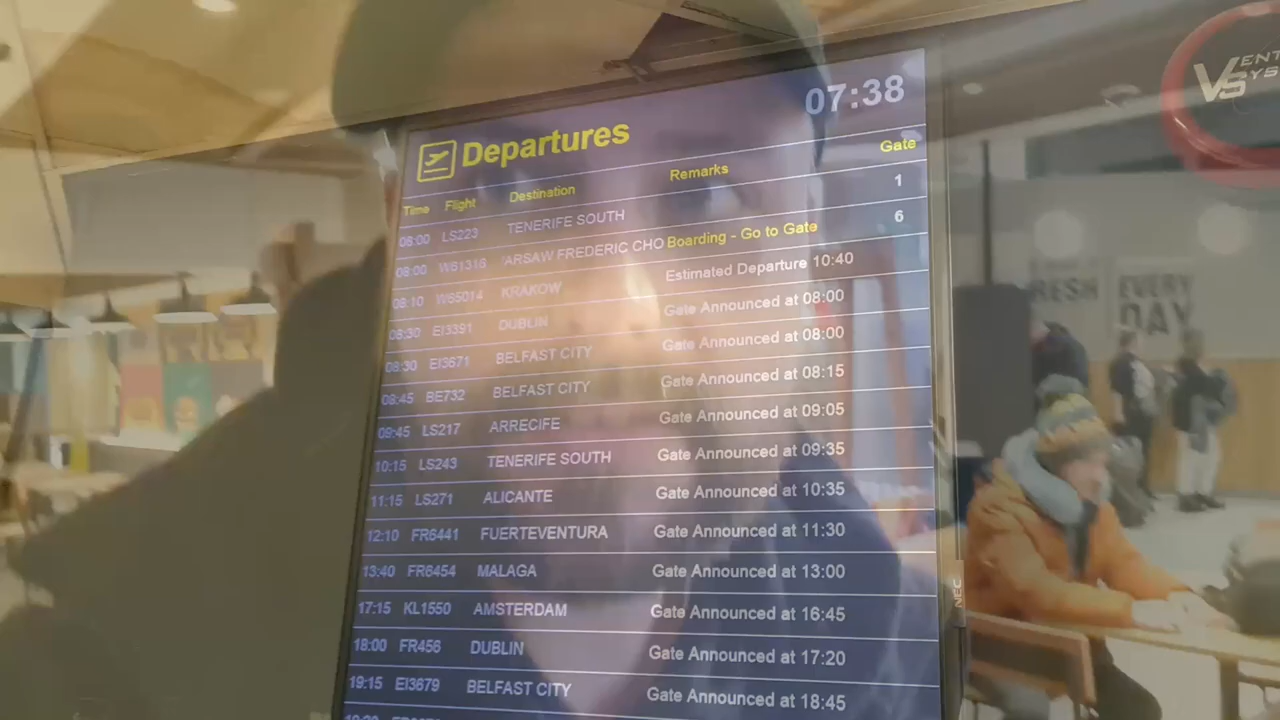 07:38
Departures
Time Flight Destination Remarks Gate
08:00 LS223 TENERIFE SOUTH 1
08:00 W61316 'ARSAW FREDERIC CHO Boarding - Go to Gate 6
08:10 W65014 KRAKOW Estimated Departure 10:40
08:30 EI3391 DUBLIN Gate Announced at 08:00
08:30 EI3671 BELFAST CITY Gate Announced at 08:00
08:45 BE732 BELFAST CITY Gate Announced at 08:15
09:45 LS217 ARRECIFE Gate Announced at 09:05
10:15 LS243 TENERIFE SOUTH Gate Announced at 09:35
11:15 LS271 ALICANTE Gate Announced at 10:35
12:10 FR6441 FUERTEVENTURA Gate Announced at 11:30
13:40 FR6454 MALAGA Gate Announced at 13:00
17:15 KL1550 AMSTERDAM Gate Announced at 16:45
18:00 FR456 DUBLIN Gate Announced at 17:20
19:15 EI3679 BELFAST CITY Gate Announced at 18:45
NEC
VS
RESH
EVERY
DAY